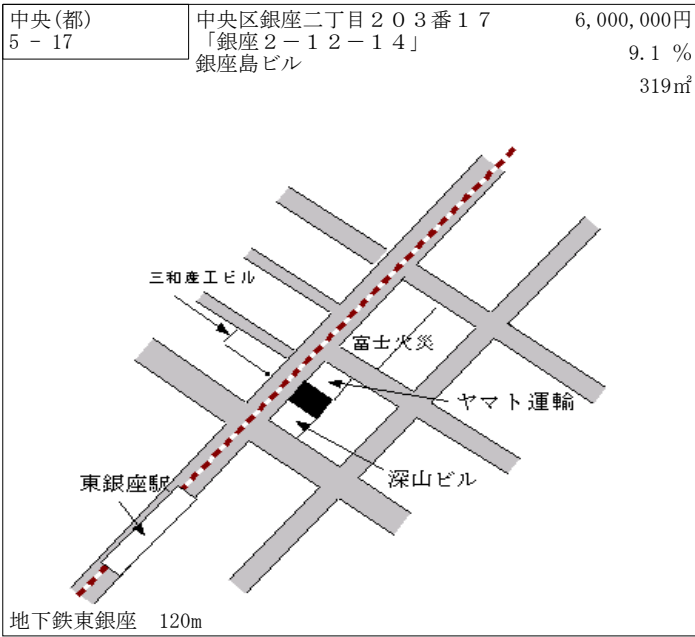 中央(都)
5 - 17
中央区銀座二丁目２０３番１７
「銀座２－１２－１４」
銀座島ビル
6,000,000円
9.1 %
319㎡
三和産工ビル
富士火災
ヤマト運輸
深山ビル
東銀座駅
地下鉄東銀座　120m